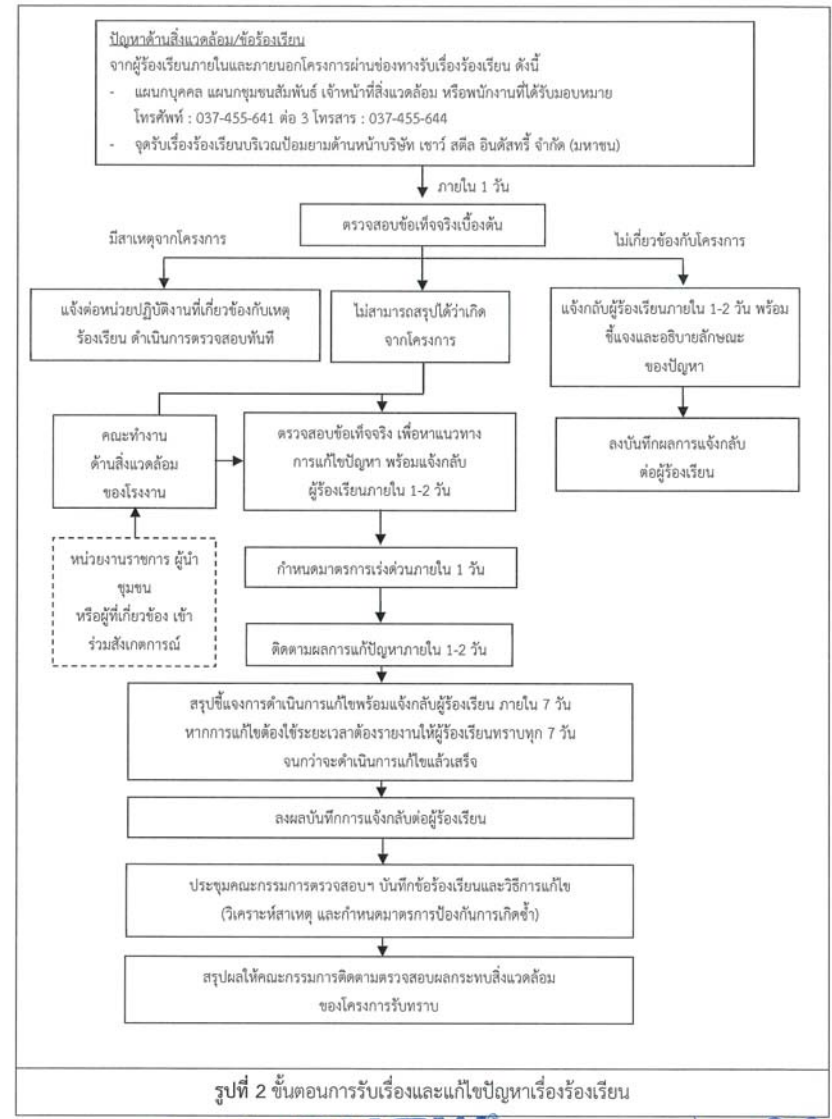 ปัญหาด้านสิ่งแวดล้อม/ข้อร้องเรียน
จากผู้ร้องเรียนภายในและภายนอกโครงการผ่านช่องทางรับเรื่องร้องเรียน ดังนี้
- แผนกบุคคล แผนกชุมชนสัมพันธ์ เจ้าหน้าที่สิ่งแวดล้อม หรือพนักงานที่ได้รับมอบหมาย
โทรศัพท์ : 037-455-641 ต่อ 3 โทรสาร : 037-455-644
- จุดรับเรื่องร้องเรียนบริเวณป้อมยามด้านหน้าบริษัท เชาว์ สตีล อินดัสทรี้ จำกัด (มหาชน)
ภายใน 1 วัน
ตรวจสอบข้อเท็จจริงเบื้องต้น
มีสาเหตุจากโครงการ
ไม่เกี่ยวข้องกับโครงการ
แจ้งต่อหน่วยปฏิบัติงานที่เกี่ยวข้องกับเหตุ
ร้องเรียน ดำเนินการตรวจสอบทันที
ไม่สามารถสรุปได้ว่าเกิด
จากโครงการ
แจ้งกลับผู้ร้องเรียนภายใน 1-2 วัน พร้อม
ชี้แจงและอธิบายลักษณะ
ของปัญหา
คณะทำงาน
ด้านสิ่งแวดล้อม
ของโรงงาน
ตรวจสอบข้อเท็จจริง เพื่อหาแนวทาง
การแก้ไขปัญหา พร้อมแจ้งกลับ
ผู้ร้องเรียนภายใน 1-2 วัน
ลงบันทึกผลการแจ้งกลับ
ต่อผู้ร้องเรียน
หน่วยงานราชการ ผู้นำ
ชุมชน
หรือผู้ที่เกี่ยวข้อง เข้า
ร่วมสังเกตการณ์
กำหนดมาตรการเร่งด่วนภายใน 1 วัน
ติดตามผลการแก้ปัญหาภายใน 1-2 วัน
สรุปชี้แจงการดำเนินการแก้ไขพร้อมแจ้งกลับผู้ร้องเรียน ภายใน 7 วัน
หากการแก้ไขต้องใช้ระยะเวลาต้องรายงานให้ผู้ร้องเรียนทราบทุก 7 วัน
จนกว่าจะดำเนินการแก้ไขแล้วเสร็จ
ลงผลบันทึกการแจ้งกลับต่อผู้ร้องเรียน
ประชุมคณะกรรมการตรวจสอบฯ บันทึกข้อร้องเรียนและวิธีการแก้ไข
(วิเคราะห์สาเหตุ และกำหนดมาตรการป้องกันการเกิดซ้ำ)
สรุปผลให้คณะกรรมการติดตามตรวจสอบผลกระทบสิ่งแวดล้อม
ของโครงการรับทราบ
รูปที่ 2 ขั้นตอนการรับเรื่องและแก้ไขปัญหาเรื่องร้องเรียน